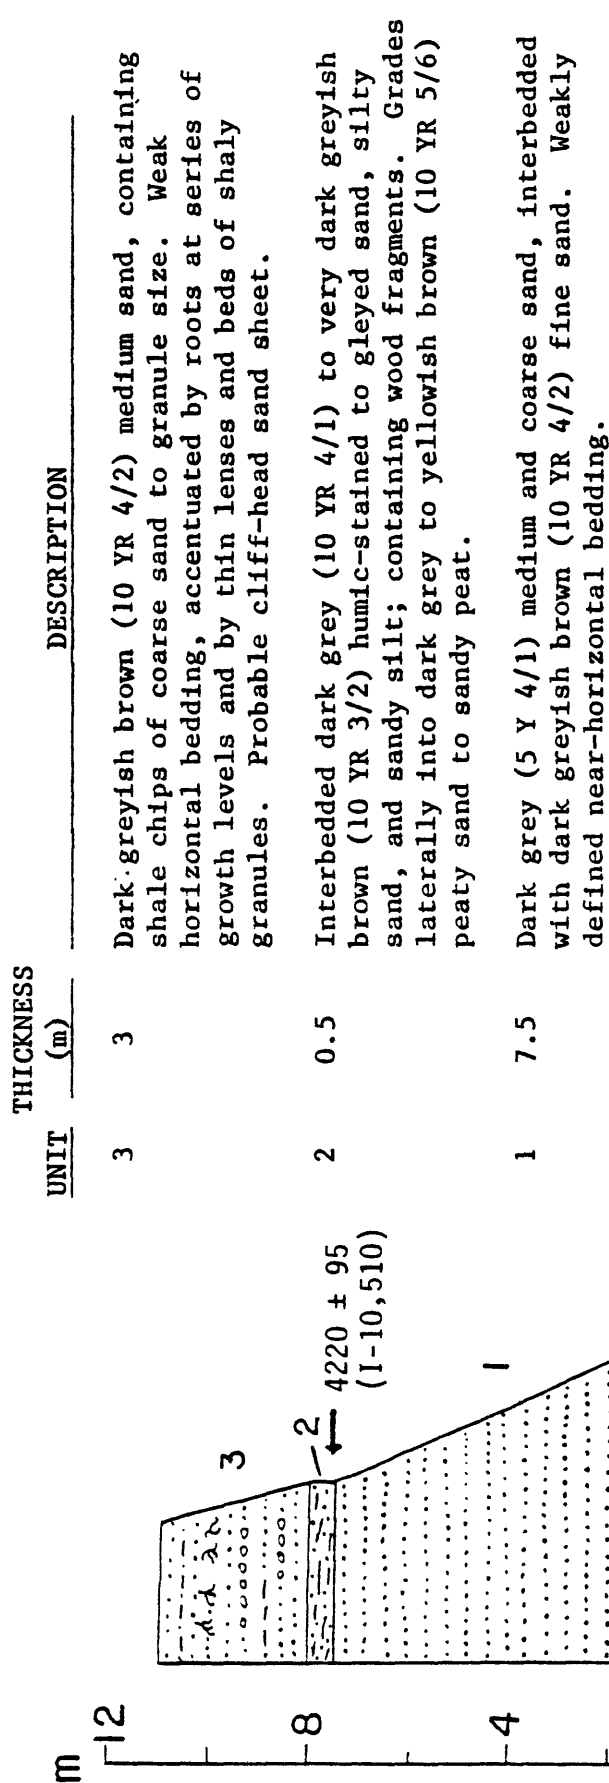 UNIT
THICKNESS
(m)
DESCRIPTION
3
3
Dark greyish brown (10 YR 4/2) medium sand, containing
shale chips of coarse sand to granule size. Weak
horizontal bedding, accentuated by roots at series of
growth levels and by thin lenses and beds of shaly
granules. Probable cliff-head sand sheet.
2
0.5
Interbedded dark grey (10 YR 4/1) to very dark greyish
brown (10 YR 3/2) humic-stained to gleyed sand, silty
sand, and sandy silt; containing wood fragments. Grades
laterally into dark grey to yellowish brown (10 YR 5/6)
peaty sand to sandy peat.
1
7.5
Dark grey (5 Y 4/1) medium and coarse sand, interbedded
with dark greyish brown (10 YR 4/2) fine sand. Weakly
defined near-horizontal bedding.
m
12
8
4
3
2
4220 ± 95
(I-10,510)
1